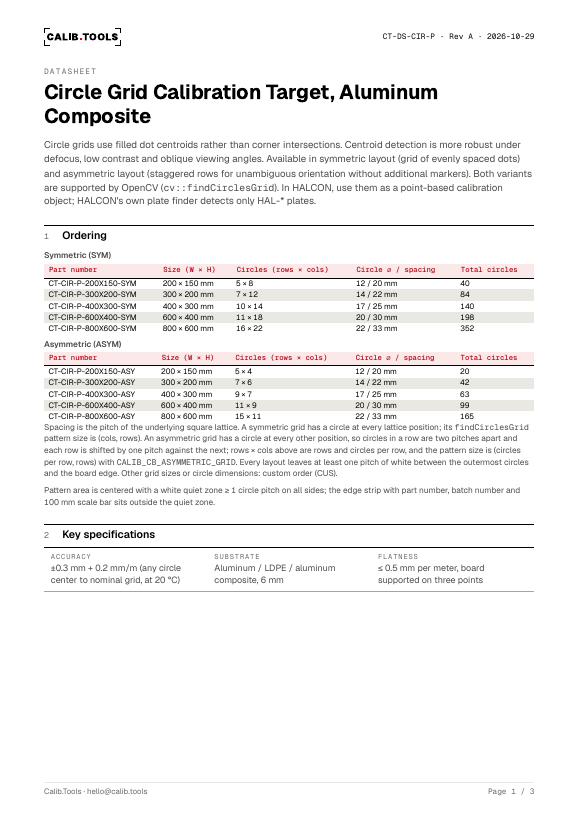 CALIB.TOOLS
CT-DS-CIR-P · Rev A · 2026-10-29
DATASHEET
Circle Grid Calibration Target, Aluminum
Composite
Circle grids use filled dot centroids rather than corner intersections. Centroid detection is more robust under
defocus, low contrast and oblique viewing angles. Available in symmetric layout (grid of evenly spaced dots)
and asymmetric layout (staggered rows for unambiguous orientation without additional markers). Both variants
are supported by OpenCV (cv::findCirclesGrid). In HALCON, use them as a point-based calibration
object; HALCON's own plate finder detects only HAL-* plates.
1 Ordering
Symmetric (SYM)
Part number Size (W × H) Circles (rows × cols) Circle ⌀ / spacing Total circles
CT-CIR-P-200X150-SYM 200 × 150 mm 5 × 8 12 / 20 mm 40
CT-CIR-P-300X200-SYM 300 × 200 mm 7 × 12 14 / 22 mm 84
CT-CIR-P-400X300-SYM 400 × 300 mm 10 × 14 17 / 25 mm 140
CT-CIR-P-600X400-SYM 600 × 400 mm 11 × 18 20 / 30 mm 198
CT-CIR-P-800X600-SYM 800 × 600 mm 16 × 22 22 / 33 mm 352
Asymmetric (ASYM)
Part number Size (W × H) Circles (rows × cols) Circle ⌀ / spacing Total circles
CT-CIR-P-200X150-ASY 200 × 150 mm 5 × 4 12 / 20 mm 20
CT-CIR-P-300X200-ASY 300 × 200 mm 7 × 6 14 / 22 mm 42
CT-CIR-P-400X300-ASY 400 × 300 mm 9 × 7 17 / 25 mm 63
CT-CIR-P-600X400-ASY 600 × 400 mm 11 × 9 20 / 30 mm 99
CT-CIR-P-800X600-ASY 800 × 600 mm 15 × 11 22 / 33 mm 165
Spacing is the pitch of the underlying square lattice. A symmetric grid has a circle at every lattice position; its findCirclesGrid
pattern size is (cols, rows). An asymmetric grid has a circle at every other position, so circles in a row are two pitches apart and
each row is shifted by one pitch against the next; rows × cols above are rows and circles per row, and the pattern size is (circles
per row, rows) with CALIB_CB_ASYMMETRIC_GRID. Every layout leaves at least one pitch of white between the outermost circles
and the board edge. Other grid sizes or circle dimensions: custom order (CUS).
Pattern area is centered with a white quiet zone ≥ 1 circle pitch on all sides; the edge strip with part number, batch number and
100 mm scale bar sits outside the quiet zone.
2 Key specifications
ACCURACY SUBSTRATE FLATNESS
±0.3 mm + 0.2 mm/m (any circle Aluminum / LDPE / aluminum ≤ 0.5 mm per meter, board
center to nominal grid, at 20 °C) composite, 6 mm supported on three points
Calib.Tools · hello@calib.tools
Page 1 / 3